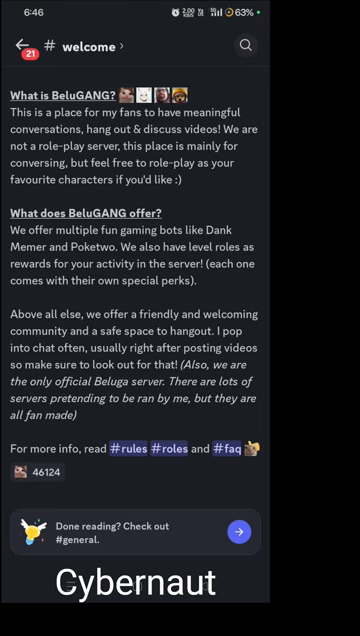 6:46
2.00 KB/S
5G
63%
21
# welcome ›
What is BeluGANG?
This is a place for my fans to have meaningful
conversations, hang out & discuss videos! We are
not a role-play server, this place is mainly for
conversing, but feel free to role-play as your
favourite characters if you'd like :)
What does BeluGANG offer?
We offer multiple fun gaming bots like Dank
Memer and Poketwo. We also have level roles as
rewards for your activity in the server! (each one
comes with their own special perks).
Above all else, we offer a friendly and welcoming
community and a safe space to hangout. I pop
into chat often, usually right after posting videos
so make sure to look out for that! (Also, we are
the only official Beluga server. There are lots of
servers pretending to be ran by me, but they are
all fan made)
For more info, read #rules #roles and #faq
46124
Done reading? Check out
#general.
Cybernaut